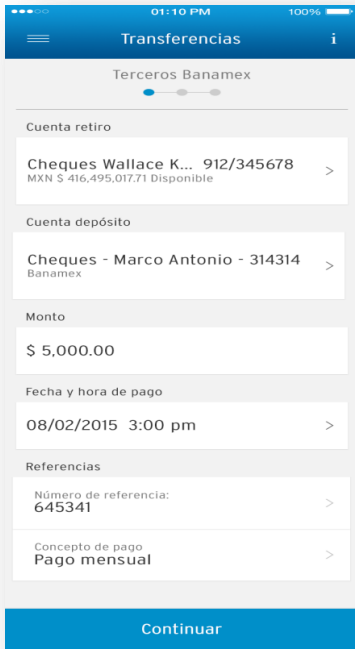 01:10 PM 100%
Transferencias i
Terceros Banamex
Cuenta retiro
Cheques Wallace K... 912/345678 >
MXN $ 416,495,017.71 Disponible
Cuenta depósito
Cheques - Marco Antonio - 314314 >
Banamex
Monto
$ 5,000.00
Fecha y hora de pago
08/02/2015 3:00 pm >
Referencias
Número de referencia:
645341 >
Concepto de pago
Pago mensual >
Continuar